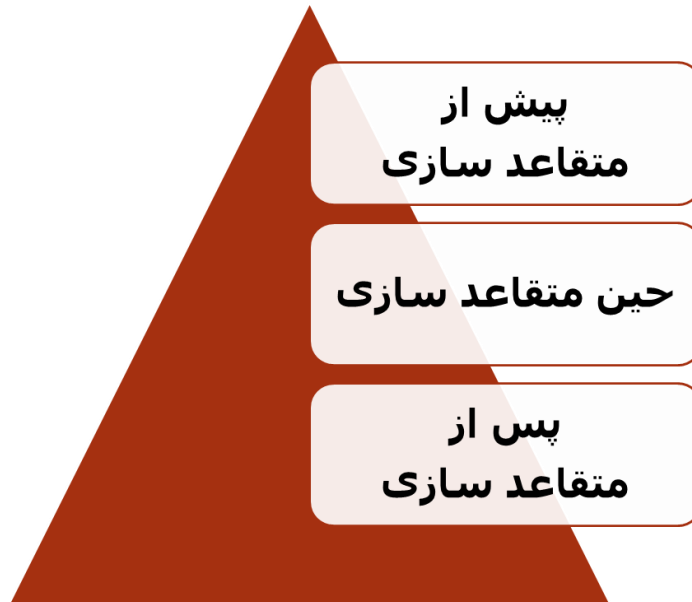 پیش از
متقاعد سازی
حین متقاعد سازی
پس از
متقاعد سازی